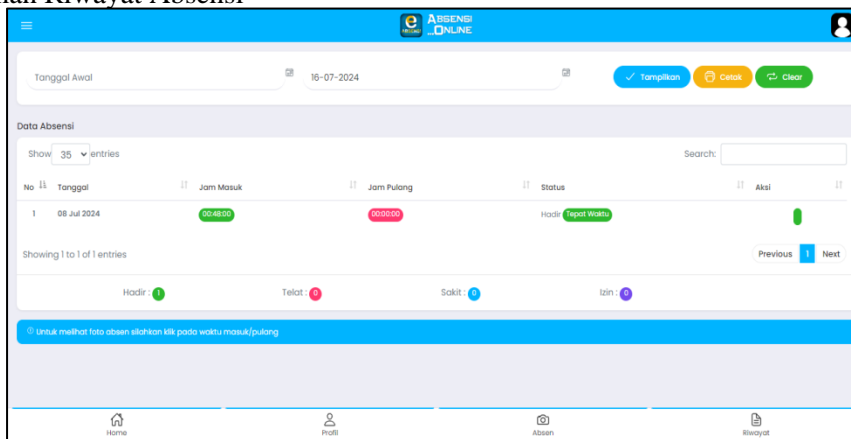 Riwayat Absensi
ABSENSI
...ONLINE
Tanggal Awal
16-07-2024
Tampilkan
Cetak
Clear
Data Absensi
Show 35 entries
Search:
No Tanggal Jam Masuk Jam Pulang Status Aksi
1 08 Jul 2024 00:48:00 00:00:00 Hadir Tepat Waktu
Showing 1 to 1 of 1 entries
Previous 1 Next
Hadir : 1 Telat : 0 Sakit : 0 Izin : 0
Untuk melihat foto absen silahkan klik pada waktu masuk/pulang
Home Profil Absen Riwayat